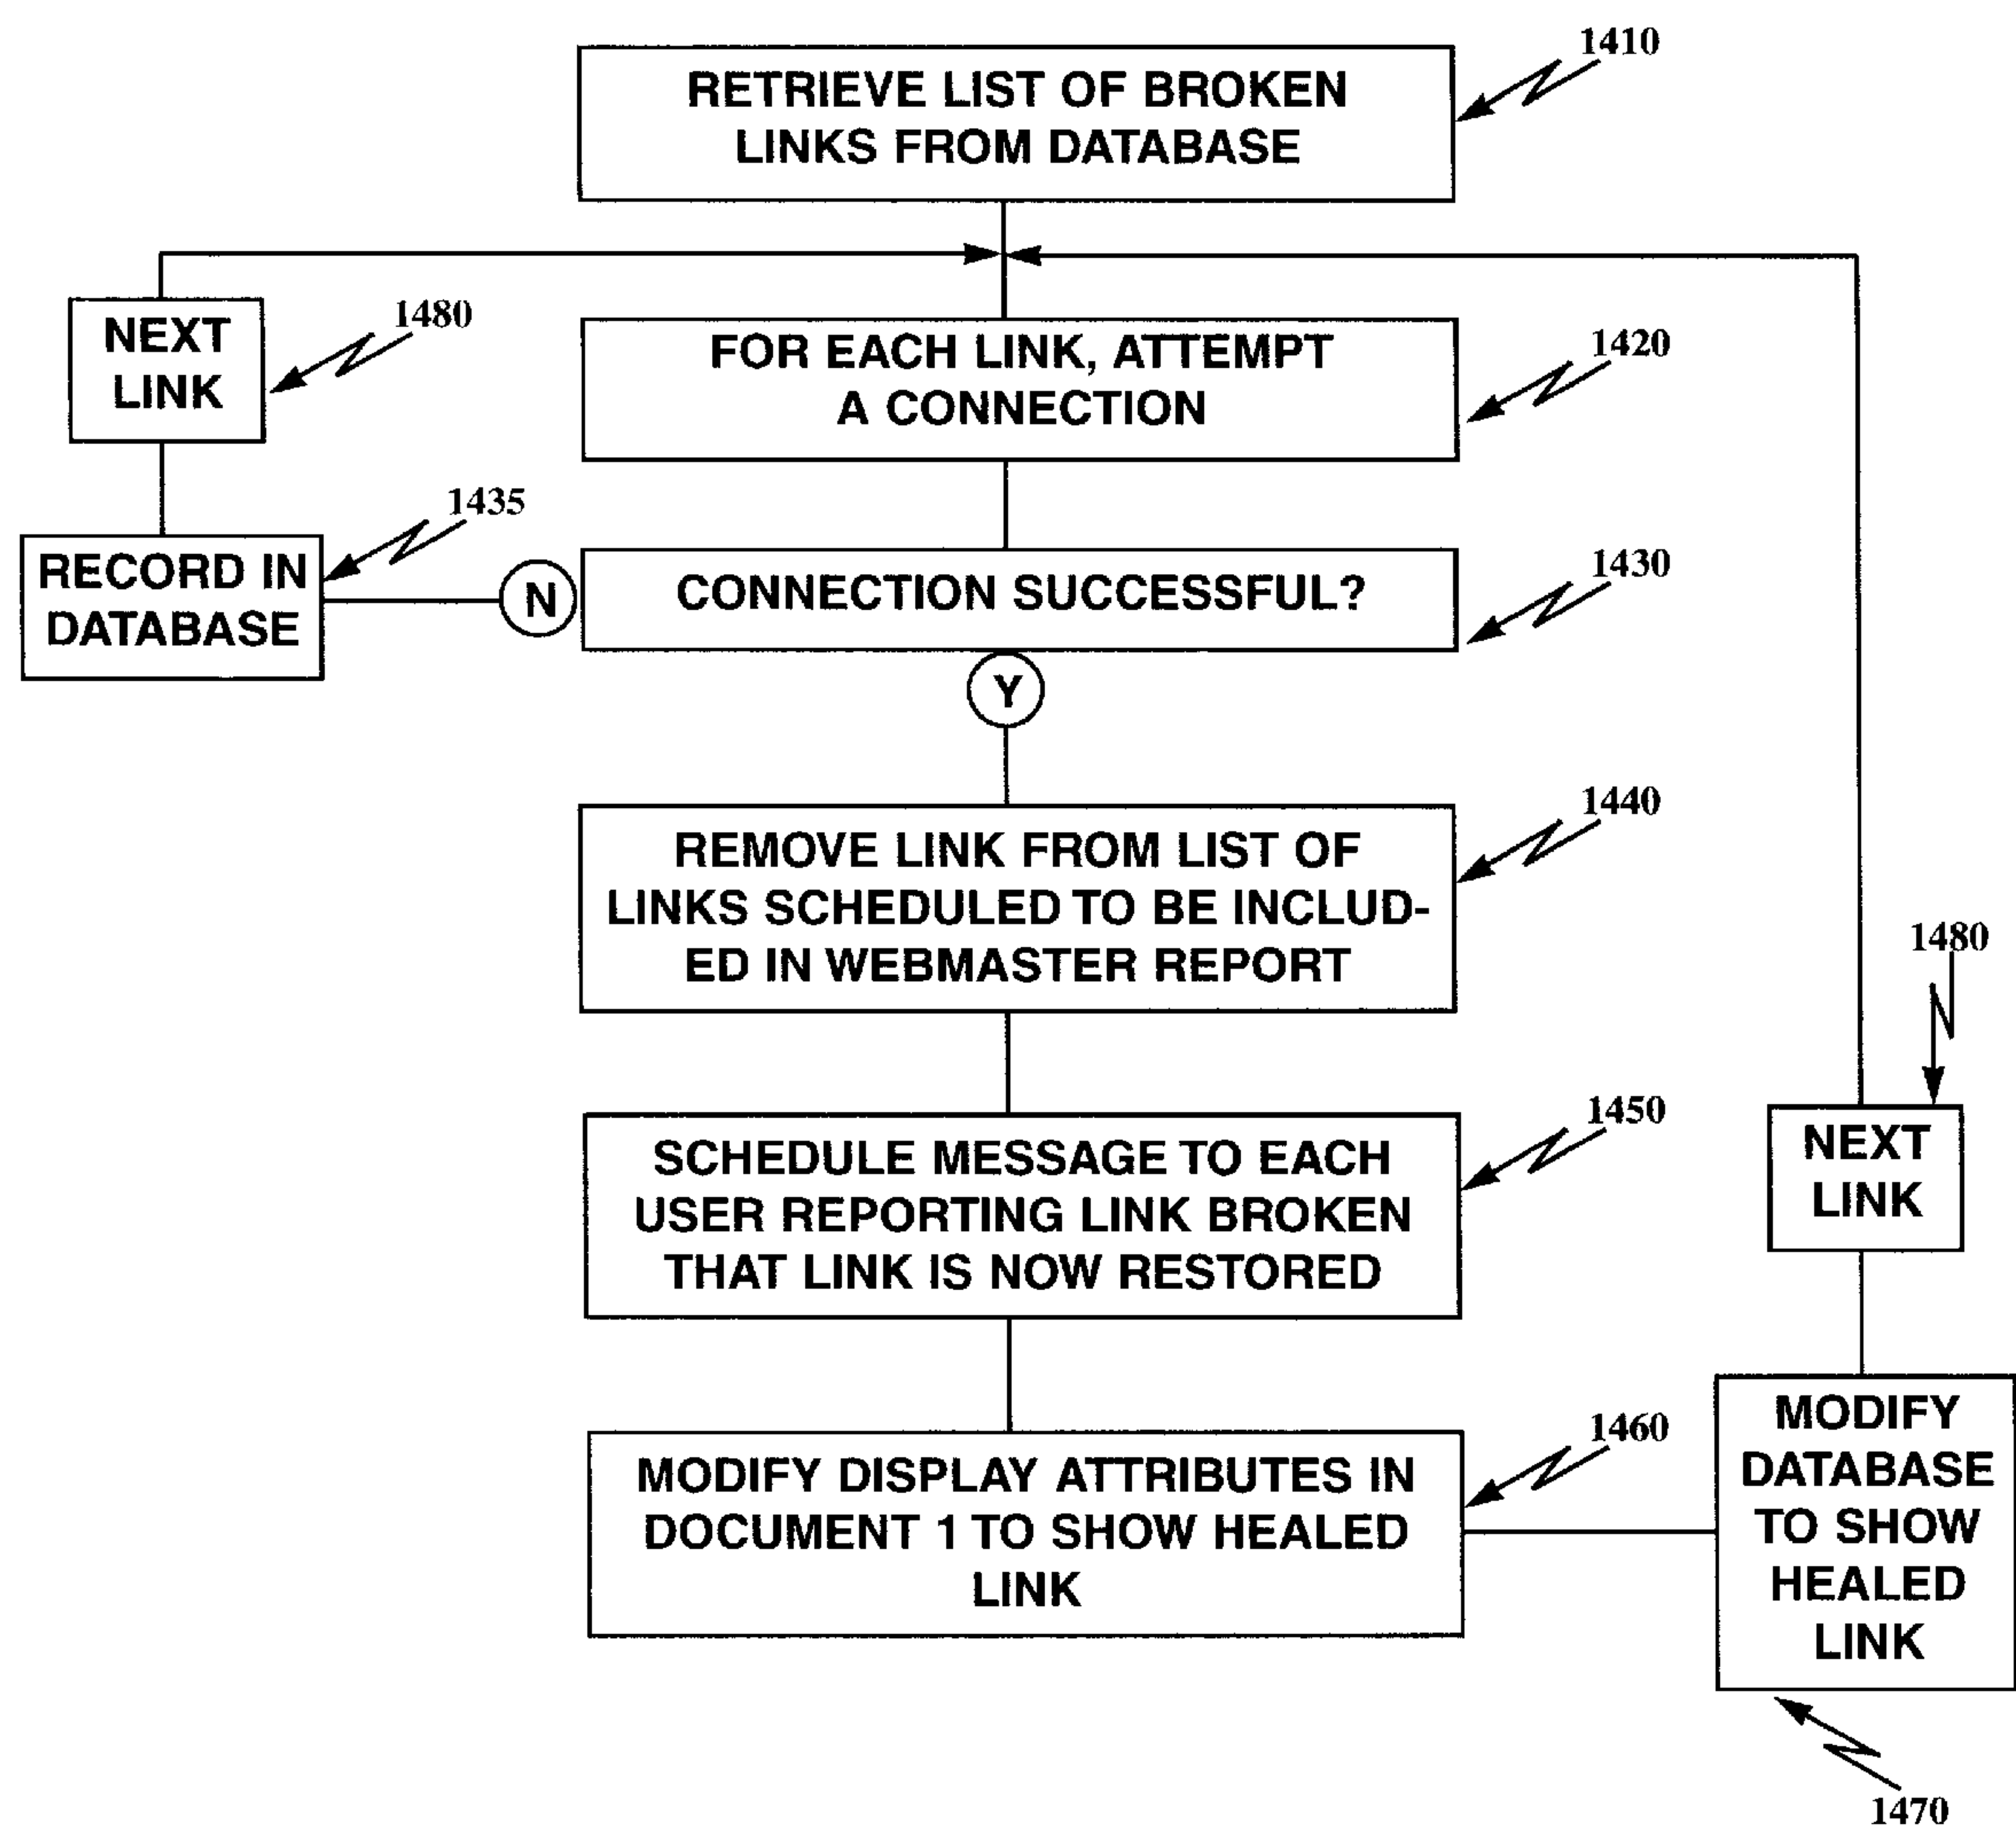 1410
RETRIEVE LIST OF BROKEN
LINKS FROM DATABASE
NEXT
LINK
1480
FOR EACH LINK, ATTEMPT
A CONNECTION
1420
1435
RECORD IN
DATABASE
N
CONNECTION SUCCESSFUL?
1430
Y
1440
REMOVE LINK FROM LIST OF
LINKS SCHEDULED TO BE INCLUD-
ED IN WEBMASTER REPORT
1480
NEXT
LINK
1450
SCHEDULE MESSAGE TO EACH
USER REPORTING LINK BROKEN
THAT LINK IS NOW RESTORED
1460
MODIFY DISPLAY ATTRIBUTES IN
DOCUMENT 1 TO SHOW HEALED
LINK
MODIFY
DATABASE
TO SHOW
HEALED
LINK
1470